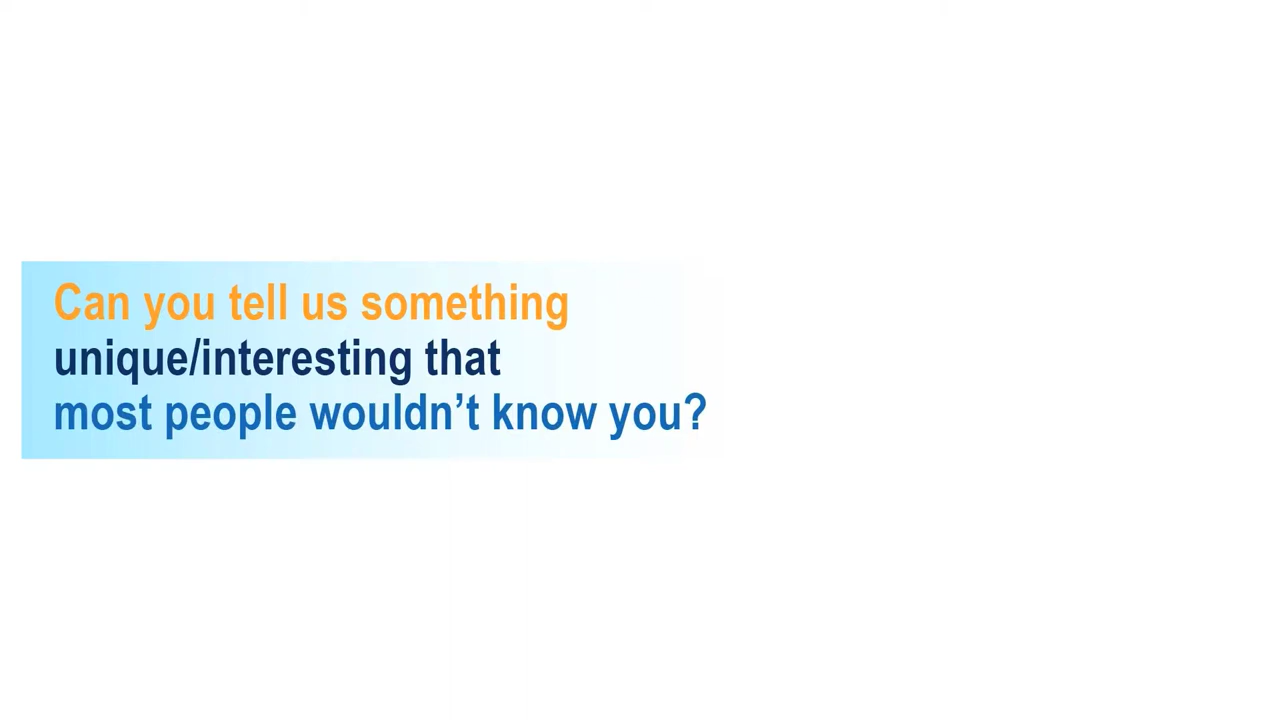 Can you tell us something
unique/interesting that
most people wouldn’t know you?